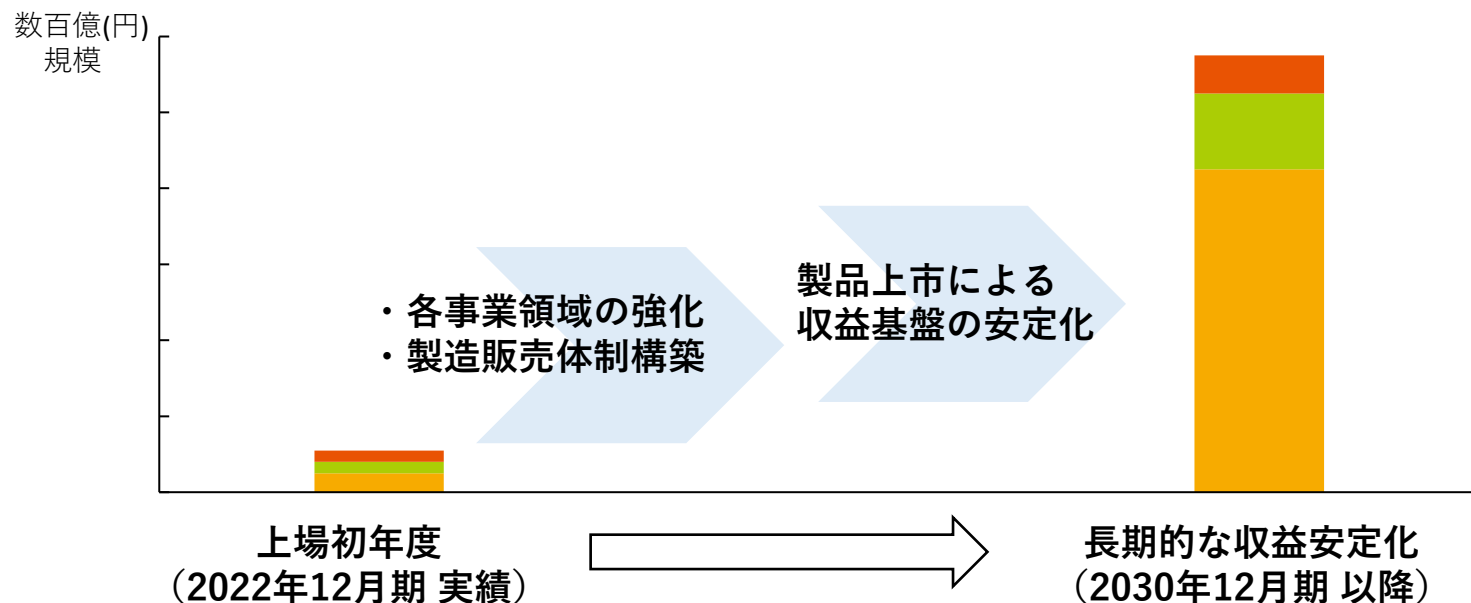 数百億(円)
規模
・各事業領域の強化
・製造販売体制構築
製品上市による
収益基盤の安定化
上場初年度
（2022年12月期 実績）
長期的な収益安定化
（2030年12月期 以降）